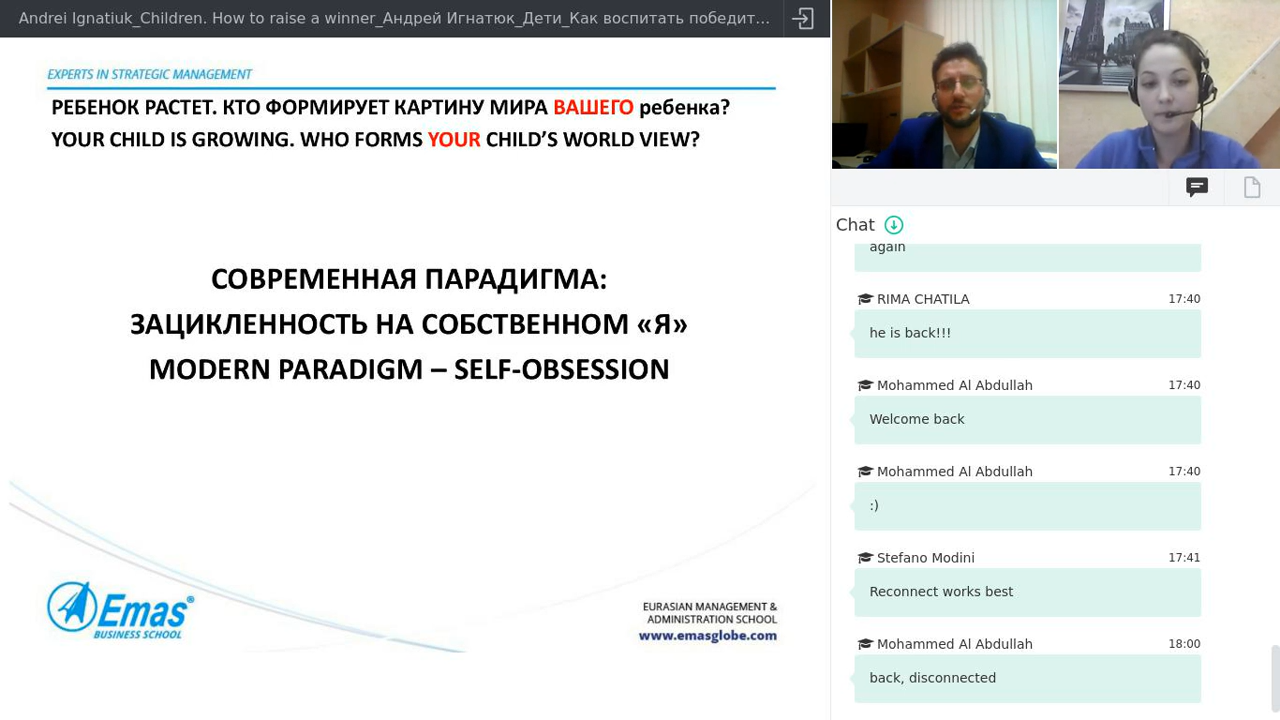 Andrei Ignatiuk_Children. How to raise a winner_Андрей Игнатюк_Дети_Как воспитать победит...
EXPERTS IN STRATEGIC MANAGEMENT
РЕБЕНОК РАСТЕТ. КТО ФОРМИРУЕТ КАРТИНУ МИРА ВАШЕГО ребенка?
YOUR CHILD IS GROWING. WHO FORMS YOUR CHILD’S WORLD VIEW?
СОВРЕМЕННАЯ ПАРАДИГМА:
ЗАЦИКЛЕННОСТЬ НА СОБСТВЕННОМ «Я»
MODERN PARADIGM – SELF-OBSESSION
Emas®
BUSINESS SCHOOL
EURASIAN MANAGEMENT &
ADMINISTRATION SCHOOL
www.emasglobe.com
Chat
again
RIMA CHATILA 17:40
he is back!!!
Mohammed Al Abdullah 17:40
Welcome back
Mohammed Al Abdullah 17:40
:)
Stefano Modini 17:41
Reconnect works best
Mohammed Al Abdullah 18:00
back, disconnected